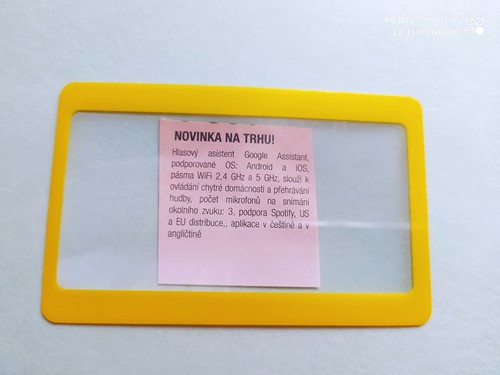 NOVINKA NA TRHU!
Hlasový asistent Google Assistant,
podporované OS: Android a iOS,
pásma WiFi 2,4 GHz a 5 GHz, slouží k
ovládání chytré domácnosti a přehrávání
hudby, počet mikrofonů na snímání
okolního zvuku: 3, podpora Spotify, US
a EU distribuce,, aplikace v češtině a v
angličtině